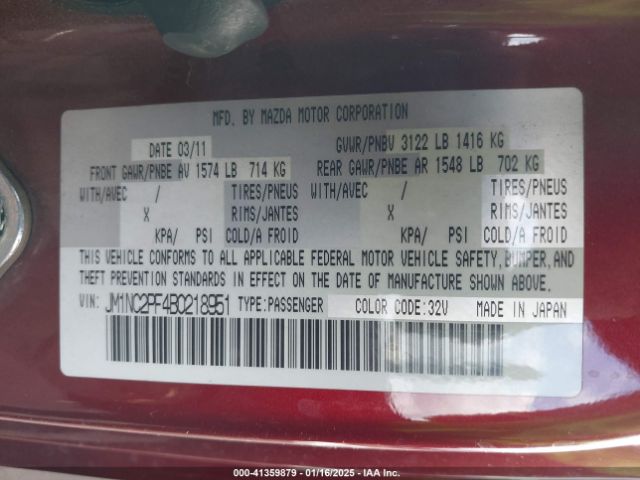 MFD. BY MAZDA MOTOR CORPORATION
DATE 03/11 GVWR/PNBV 3122 LB 1416 KG
FRONT GAWR/PNBE AV 1574 LB 714 KG REAR GAWR/PNBE AR 1548 LB 702 KG
WITH/AVEC / TIRES/PNEUS WITH/AVEC / TIRES/PNEUS
X RIMS/JANTES X RIMS/JANTES
KPA/ PSI COLD/A FROID KPA/ PSI COLD/A FROID
THIS VEHICLE CONFORMS TO ALL APPLICABLE FEDERAL MOTOR VEHICLE SAFETY, BUMPER, AND
THEFT PREVENTION STANDARDS IN EFFECT ON THE DATE OF MANUFACTURE SHOWN ABOVE.
VIN: JM1NC2PF4B0218951 TYPE:PASSENGER COLOR CODE:32V MADE IN JAPAN
000-41359879 - 01/16/2025 - IAA Inc.